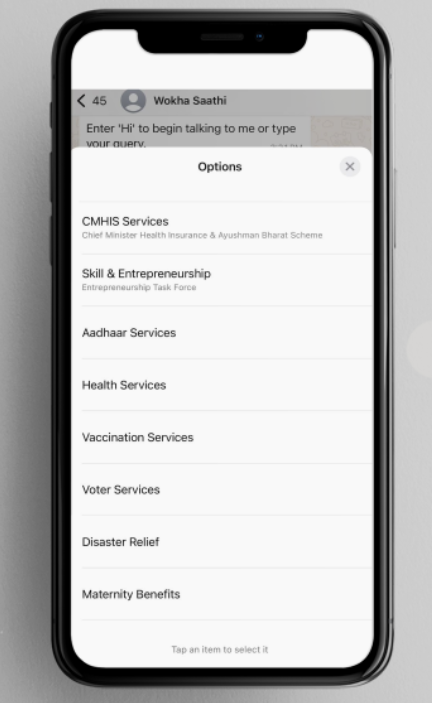 45 Wokha Saathi
Enter 'Hi' to begin talking to me or type
your query.
Options
CMHIS Services
Chief Minister Health Insurance & Ayushman Bharat Scheme
Skill & Entrepreneurship
Entrepreneurship Task Force
Aadhaar Services
Health Services
Vaccination Services
Voter Services
Disaster Relief
Maternity Benefits
Tap an item to select it